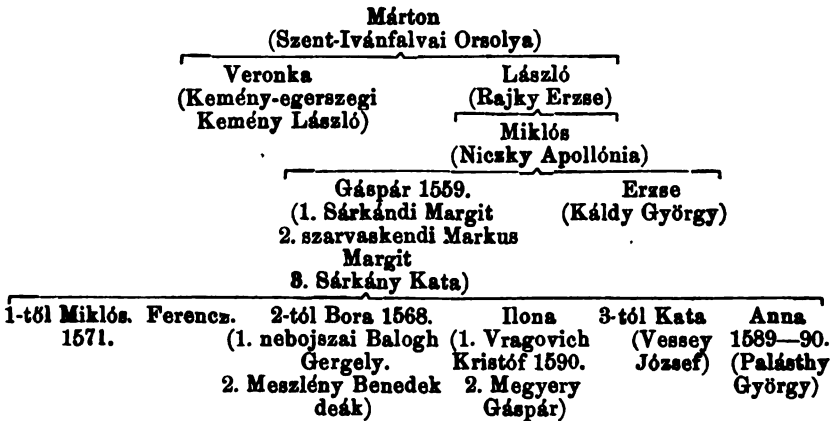 Márton
(Szent-Ivánfalvai Orsolya)
Veronka László
(Kemény-egerszegi (Rajky Erzse)
Kemény László)
Miklós
(Niczky Apollónia)
Gáspár 1559. Erzse
(1. Sárkándi Margit (Káldy György)
2. szarvaskendi Markus
Margit
3. Sárkány Kata)
1-től Miklós. Ferencz. 2-tól Bora 1568. Ilona 3-tól Kata Anna
1571. (1. nebojszai Balogh (1. Vragovich (Vessey 1589—90.
Gergely. Kristóf 1590. József) (Palásthy
2. Meszlény Benedek 2. Megyery György)
deák) Gáspár)